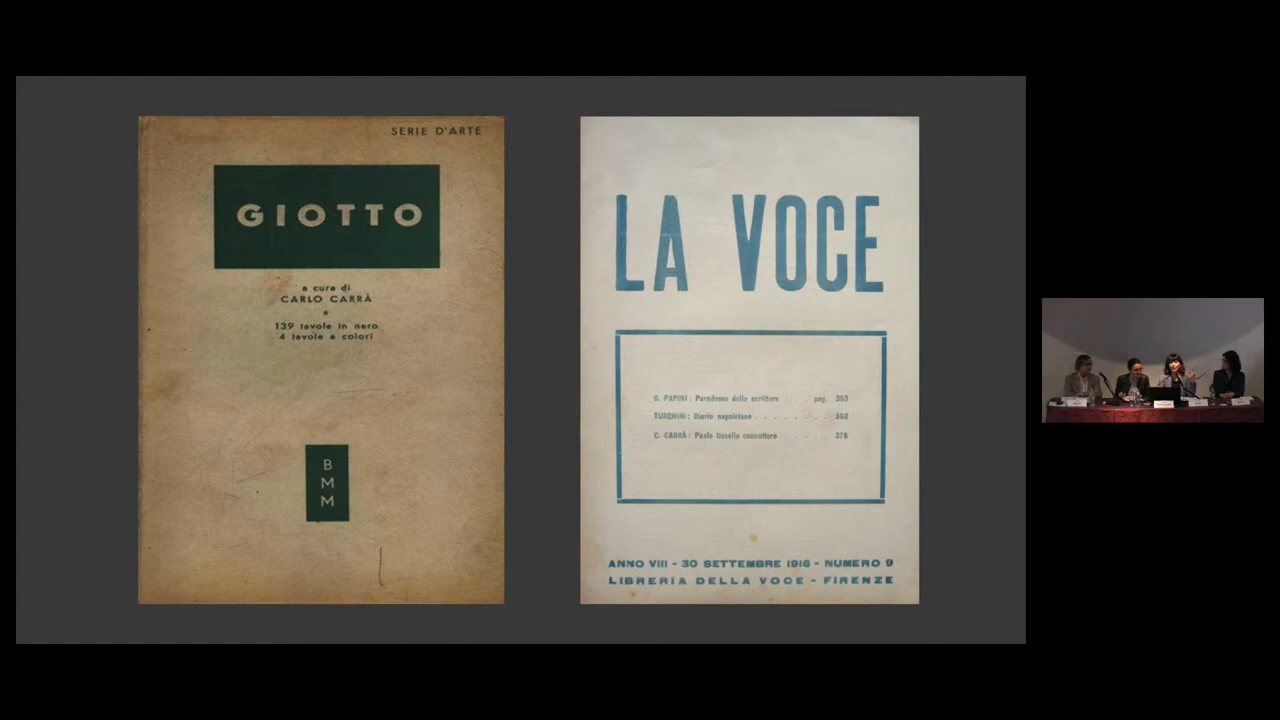 SERIE D'ARTE
GIOTTO
a cura di
CARLO CARRÀ
139 tavole in nero
4 tavole a colori
B
M
M
LA VOCE
G. PAPINI: Paradosso dello scrittore . . . pag. 353
TURCHINI: Diario napoletano . . . . . . . . 362
C. CARRÀ: Paolo Uccello costruttore . . . . . 376
ANNO VIII - 30 SETTEMBRE 1916 - NUMERO 9
LIBRERIA DELLA VOCE - FIRENZE